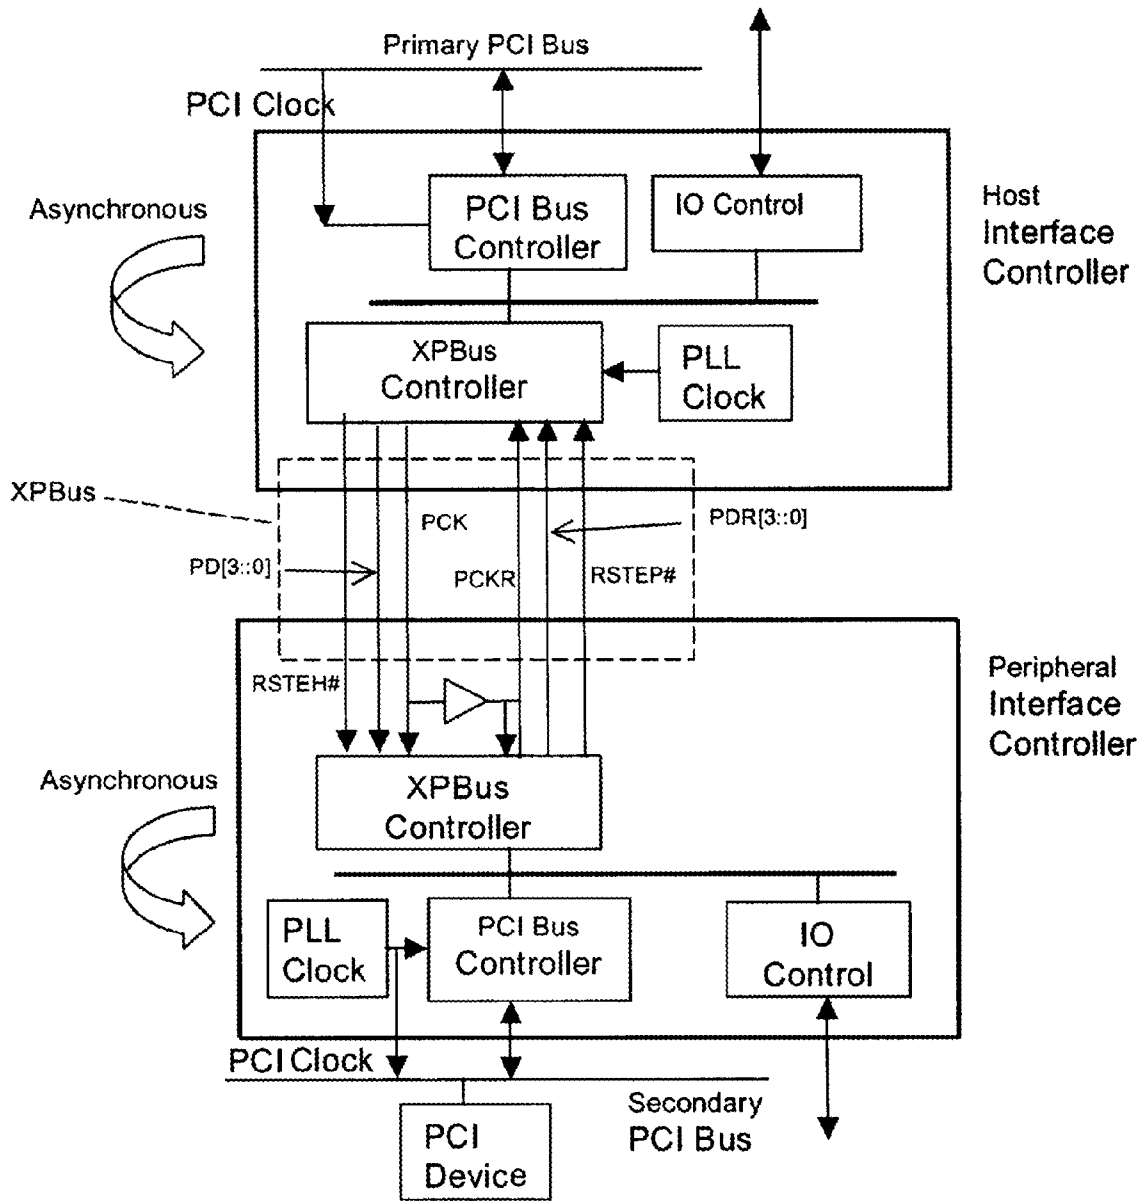 Primary PCI Bus
PCI Clock
Asynchronous
PCI Bus
Controller
IO Control
Host
Interface
Controller
XPBus
Controller
PLL
Clock
XPBus
PCK
PDR[3::0]
PD[3::0]
PCKR
RSTEP#
RSTEH#
Peripheral
Interface
Controller
Asynchronous
XPBus
Controller
PLL
Clock
PCI Bus
Controller
IO
Control
PCI Clock
Secondary
PCI Bus
PCI
Device